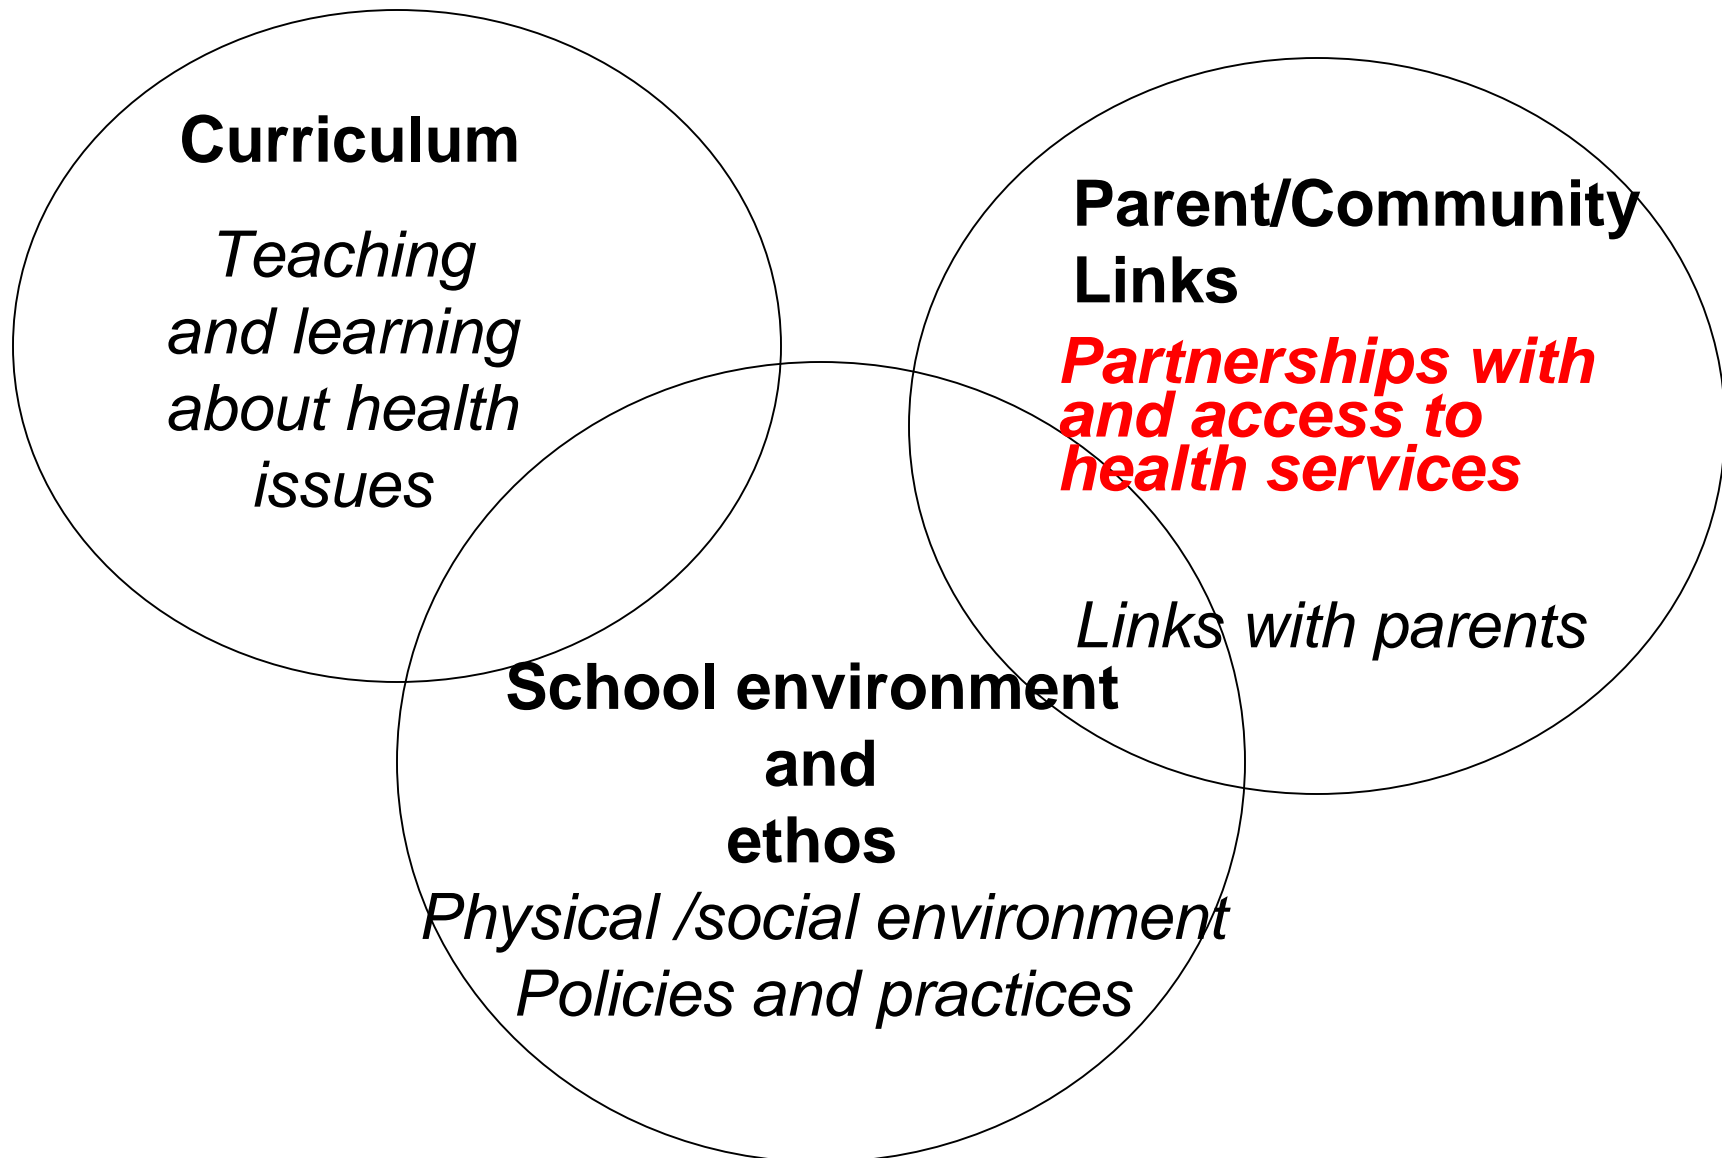 Curriculum
Teaching
and learning
about health
issues
Parent/Community
Links
Partnerships with
and access to
health services
Links with parents
School environment
and
ethos
Physical /social environment
Policies and practices